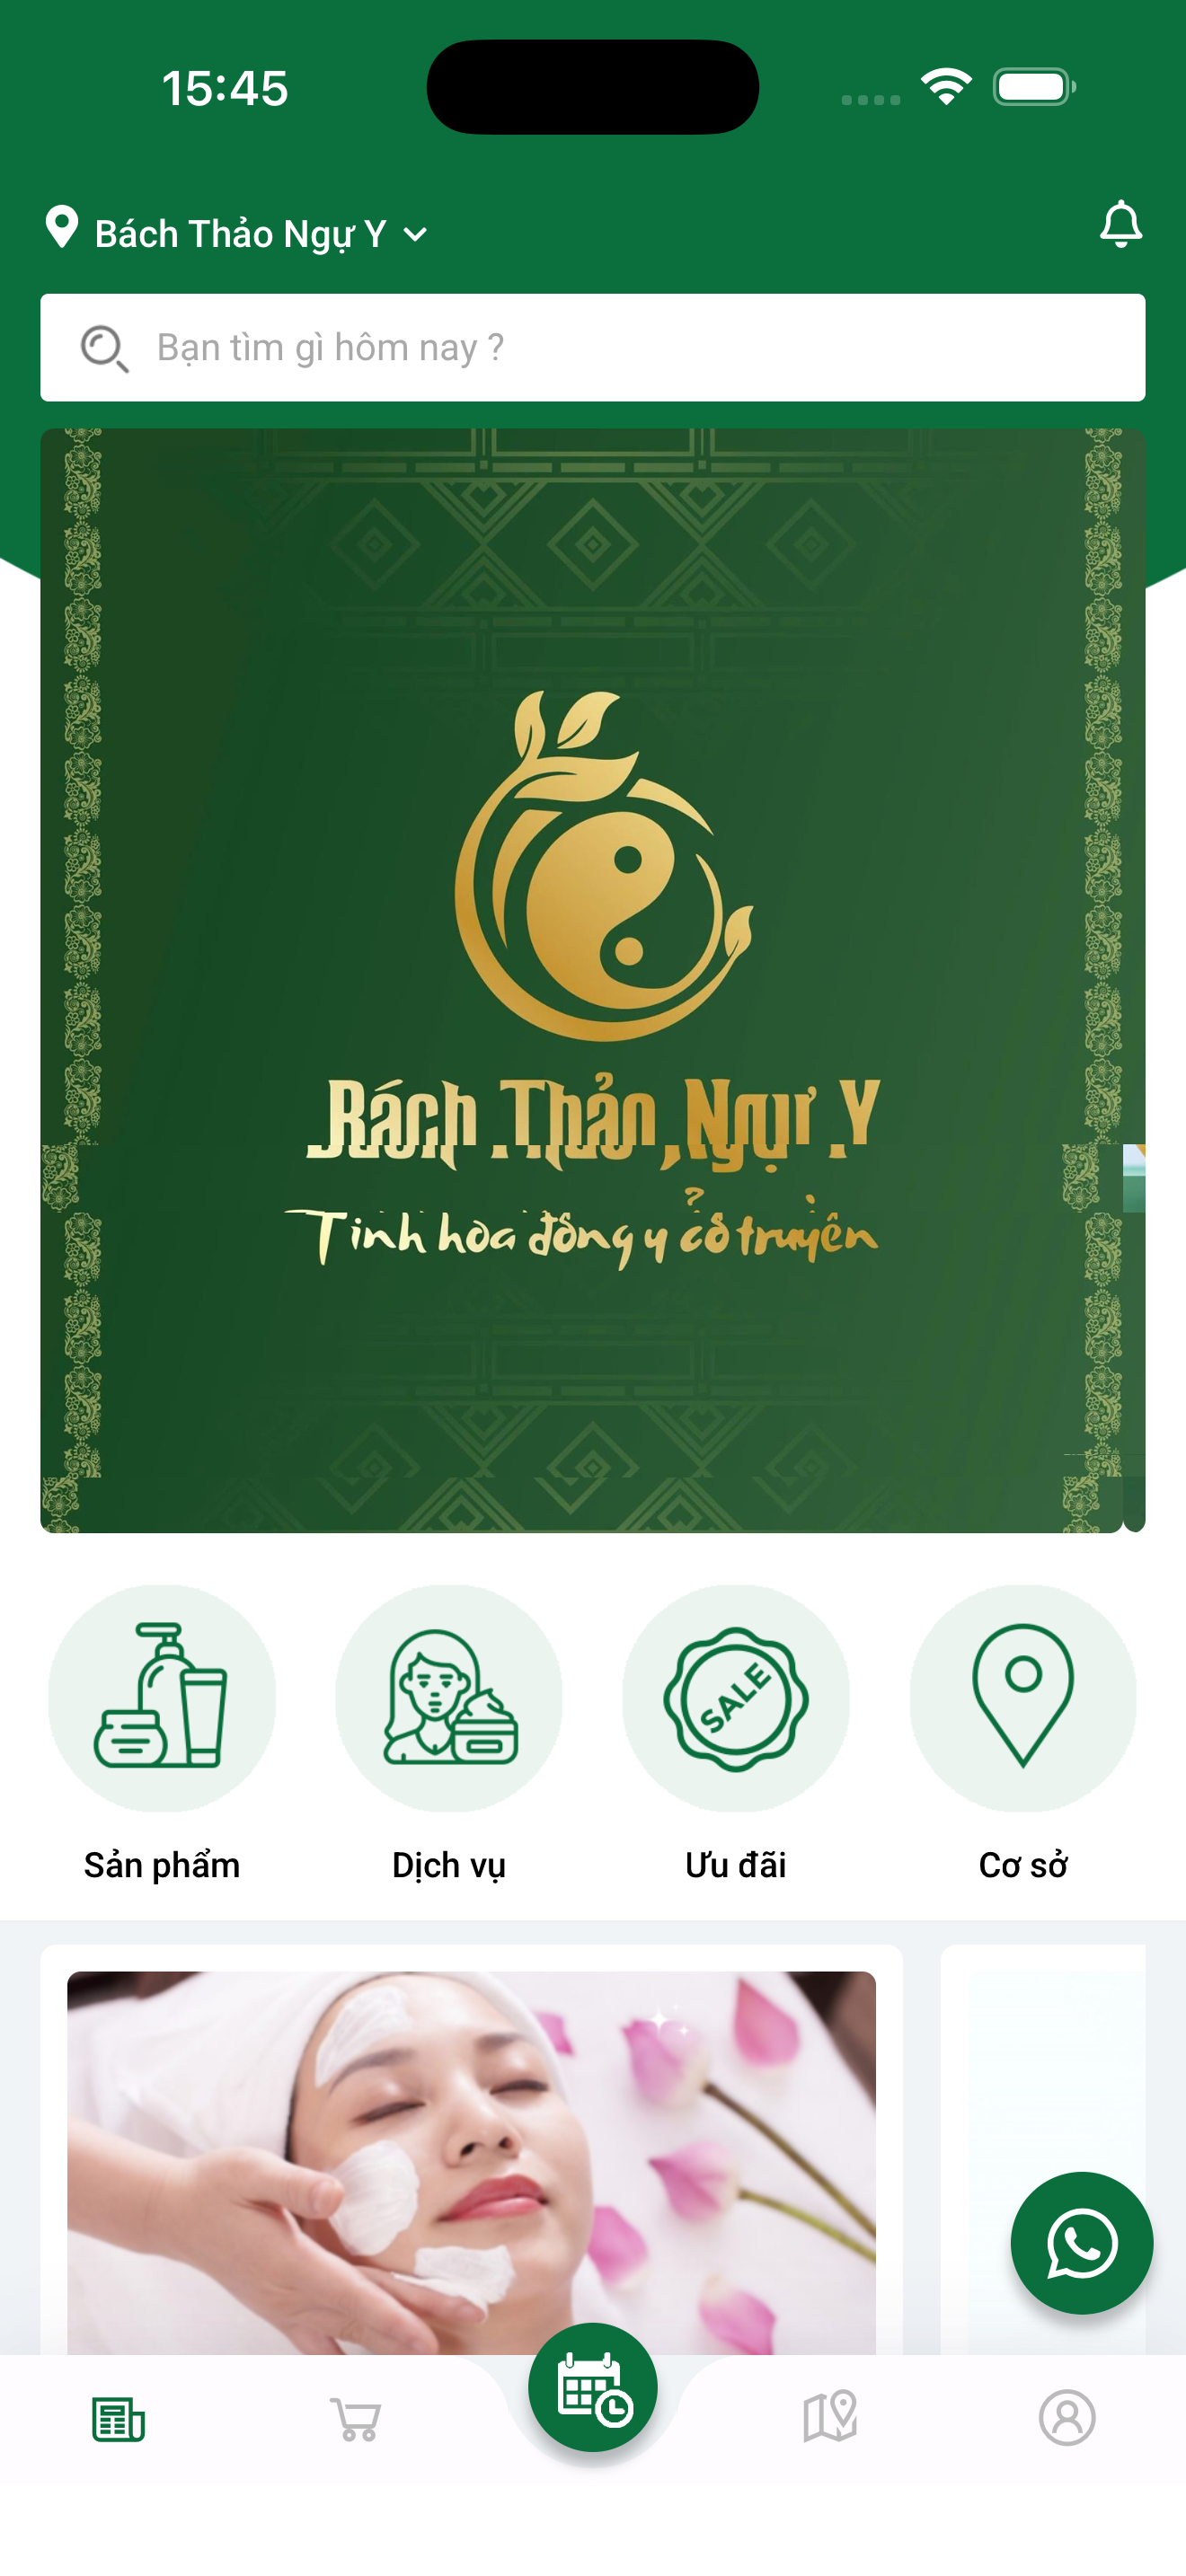 15:45
Bách Thảo Ngự Y
Bạn tìm gì hôm nay ?
Bách Thảo Ngự Y
Tinh hoa đông y cổ truyền
SALE
Sản phẩm
Dịch vụ
Ưu đãi
Cơ sở